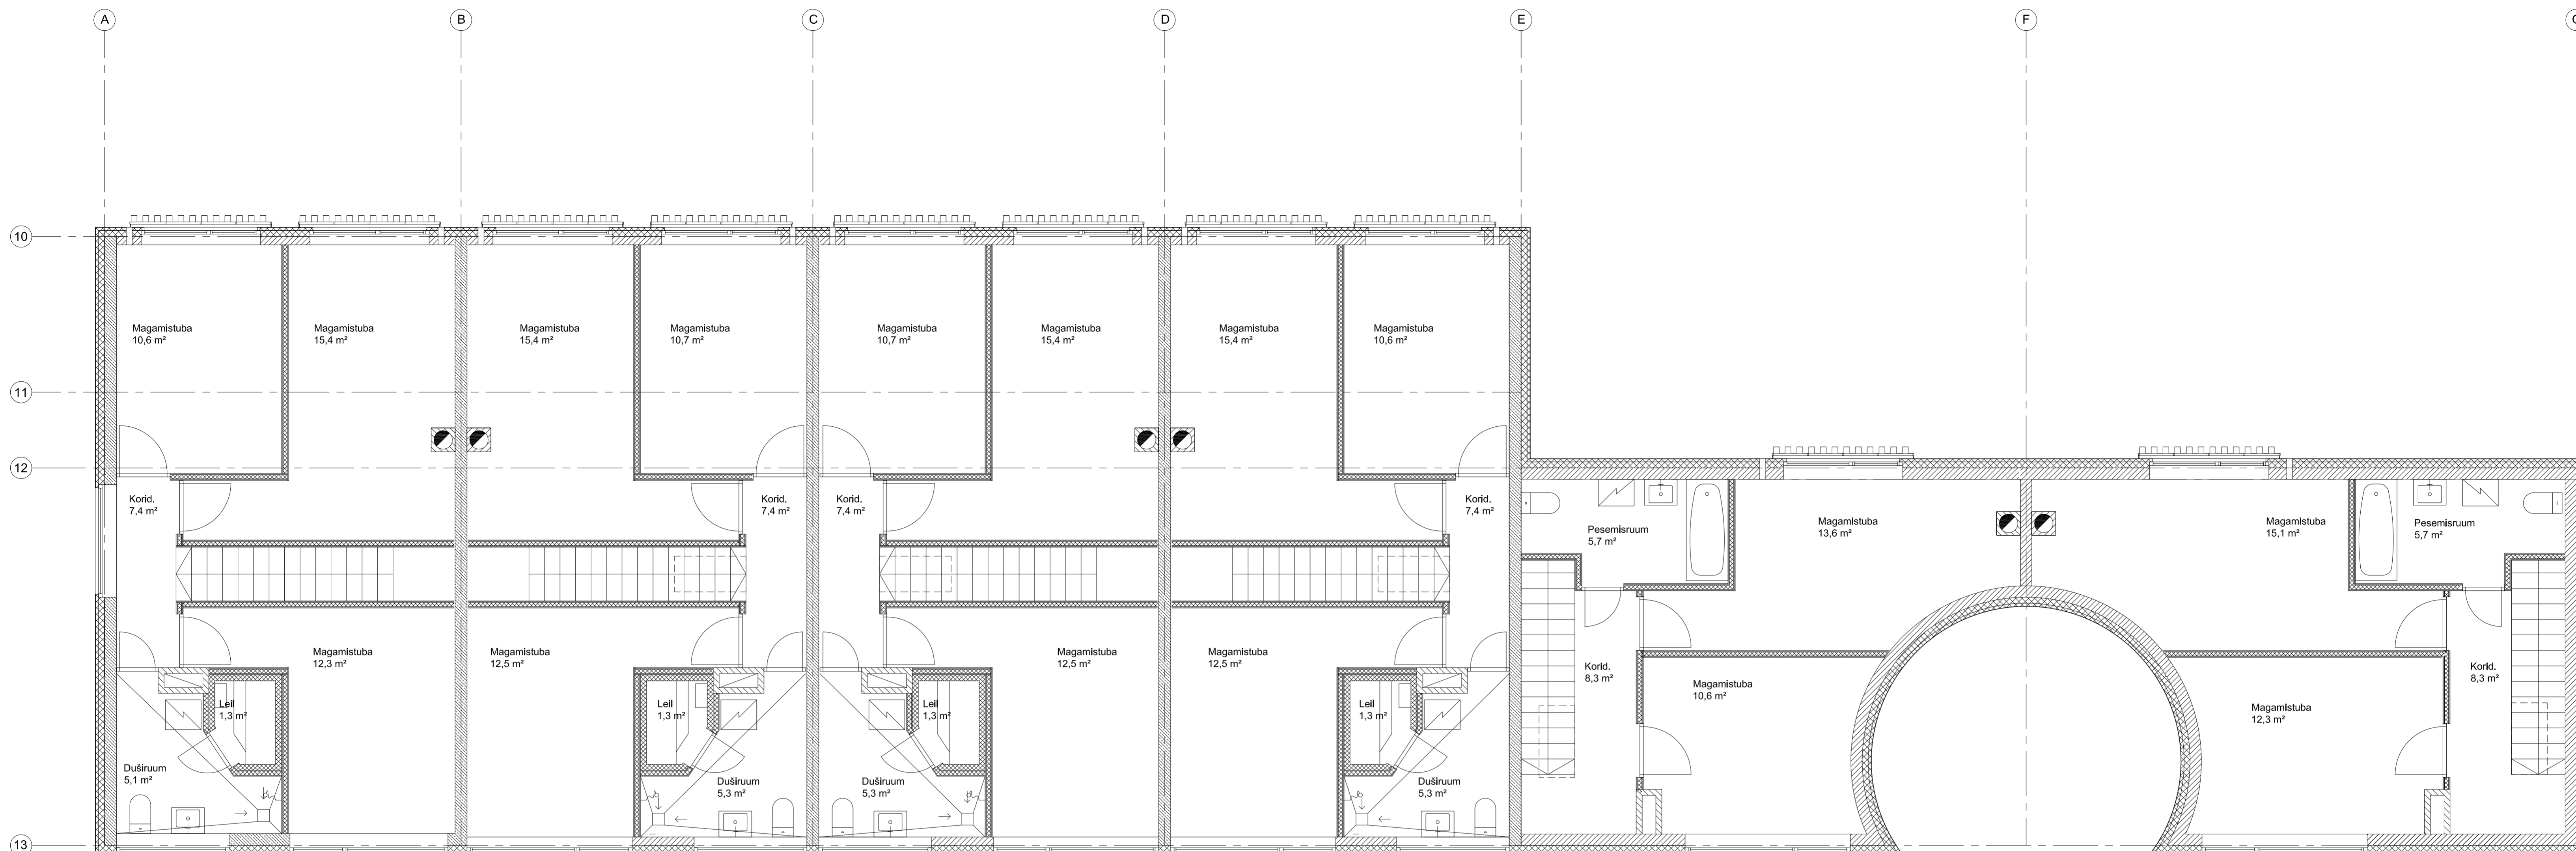 A
B
C
D
E
F
10
Magamistuba
10,6 m²
Magamistuba
15,4 m²
Magamistuba
15,4 m²
Magamistuba
10,7 m²
Magamistuba
10,7 m²
Magamistuba
15,4 m²
Magamistuba
15,4 m²
Magamistuba
10,6 m²
11
12
Korid.
7,4 m²
Korid.
7,4 m²
Korid.
7,4 m²
Korid.
7,4 m²
Pesemisruum
5,7 m²
Magamistuba
13,6 m²
Magamistuba
15,1 m²
Pesemisruum
5,7 m²
Magamistuba
12,3 m²
Magamistuba
12,5 m²
Magamistuba
12,5 m²
Magamistuba
12,5 m²
Korid.
8,3 m²
Magamistuba
10,6 m²
Korid.
8,3 m²
Magamistuba
12,3 m²
Leil
1,3 m²
Leil
1,3 m²
Leil
1,3 m²
Leil
1,3 m²
Duširuum
5,1 m²
Duširuum
5,3 m²
Duširuum
5,3 m²
Duširuum
5,3 m²
13